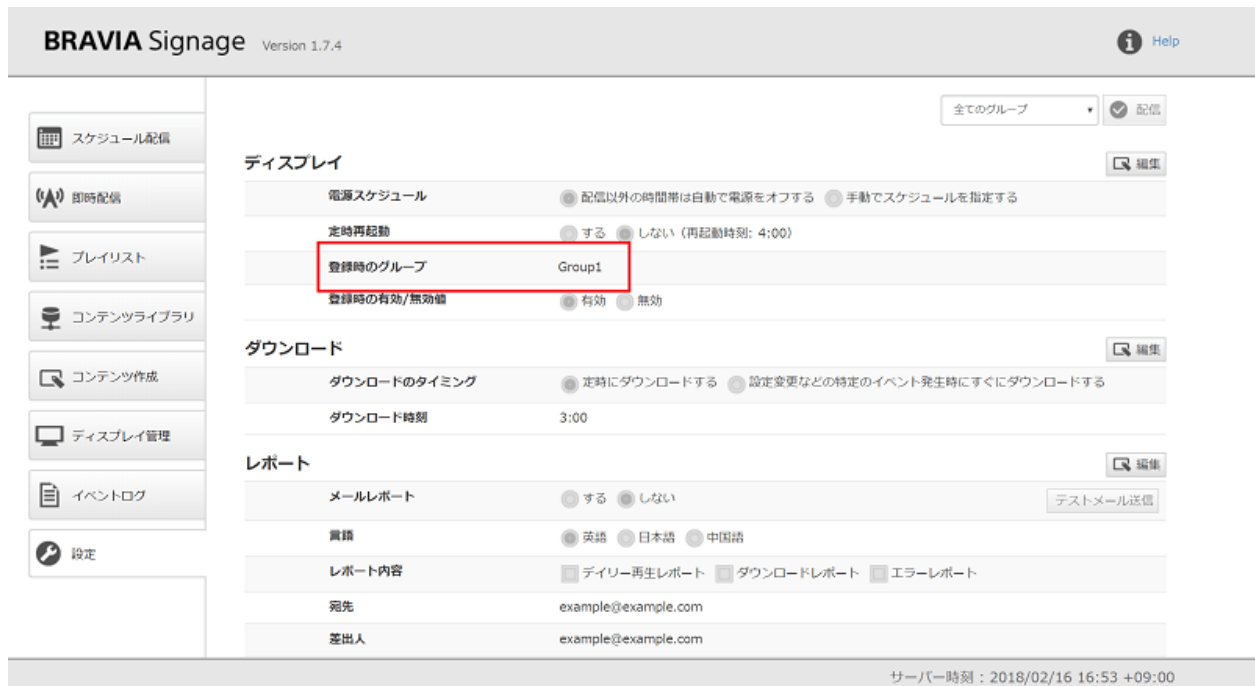 BRAVIA Signage Version 1.7.4
Help
全てのグループ
配信
スケジュール配信
即時配信
プレイリスト
コンテンツライブラリ
コンテンツ作成
ディスプレイ管理
イベントログ
設定
ディスプレイ
編集
電源スケジュール 配信以外の時間帯は自動で電源をオフする 手動でスケジュールを指定する
定時再起動 する しない (再起動時刻: 4:00)
登録時のグループ Group1
登録時の有効/無効値 有効 無効
ダウンロード
編集
ダウンロードのタイミング 定時にダウンロードする 設定変更などの特定のイベント発生時にすぐにダウンロードする
ダウンロード時刻 3:00
レポート
編集
メールレポート する しない テストメール送信
言語 英語 日本語 中国語
レポート内容 デイリー再生レポート ダウンロードレポート エラーレポート
宛先 example@example.com
差出人 example@example.com
サーバー時刻 : 2018/02/16 16:53 +09:00